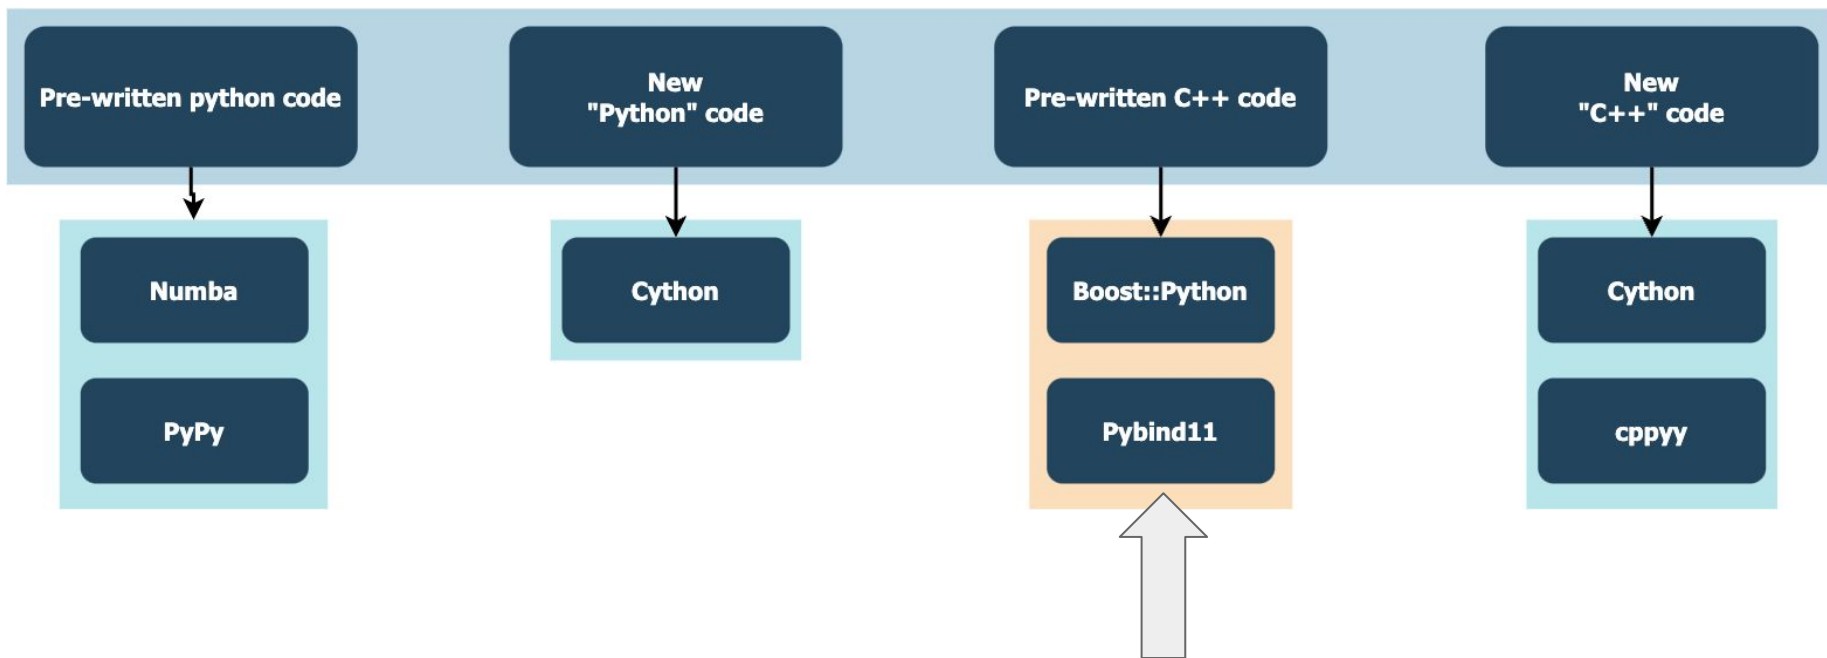 Pre-written python code
New
"Python" code
Pre-written C++ code
New
"C++" code
Numba
Cython
Boost::Python
Cython
PyPy
Pybind11
cppyy